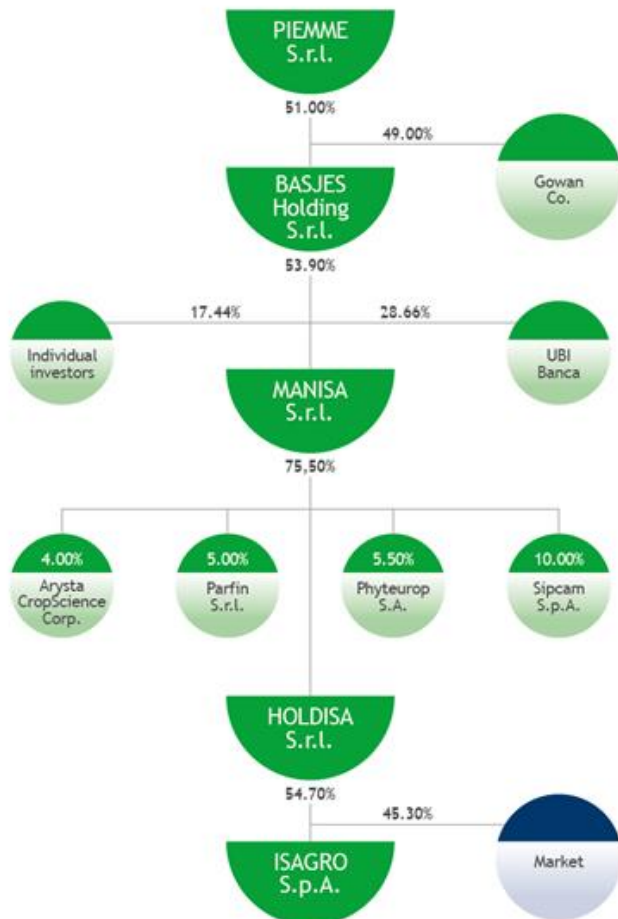 PIEMME
S.r.l.
51.00%
49.00%
BASJES
Holding
S.r.l.
Gowan
Co.
53.90%
17.44%
28.66%
Individual
investors
UBI
Banca
MANISA
S.r.l.
75,50%
4.00%
Arysta
CropScience
Corp.
5.00%
Parfin
S.r.l.
5.50%
Phyteurop
S.A.
10.00%
Sipcam
S.p.A.
HOLDISA
S.r.l.
54.70%
45.30%
ISAGRO
S.p.A.
Market